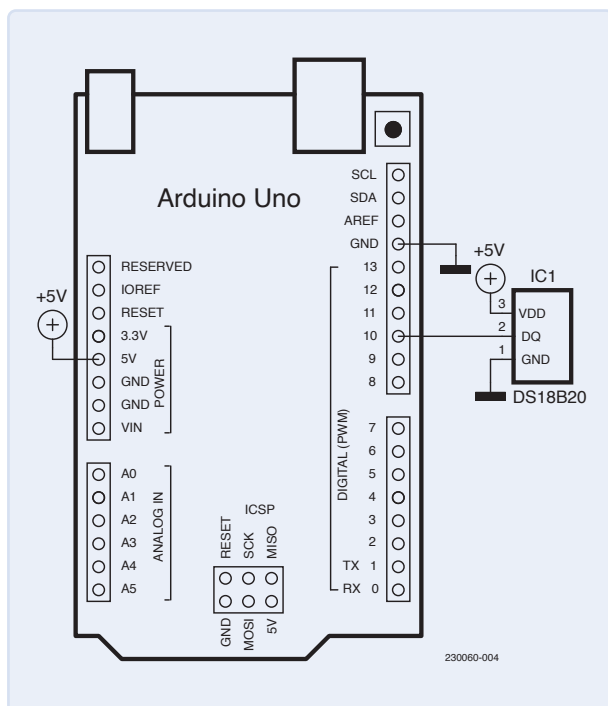 Arduino Uno
SCL
SDA
AREF
GND
13
12
11
10
9
8
7
6
5
4
3
2
TX 1
RX 0
DIGITAL (PWM)
+5V
RESERVED
IOREF
RESET
3.3V
5V
GND
GND
VIN
POWER
A0
A1
A2
A3
A4
A5
ANALOG IN
ICSP
RESET
SCK
MISO
GND
MOSI
5V
+5V
IC1
3
VDD
2
DQ
1
GND
DS18B20
230060-004